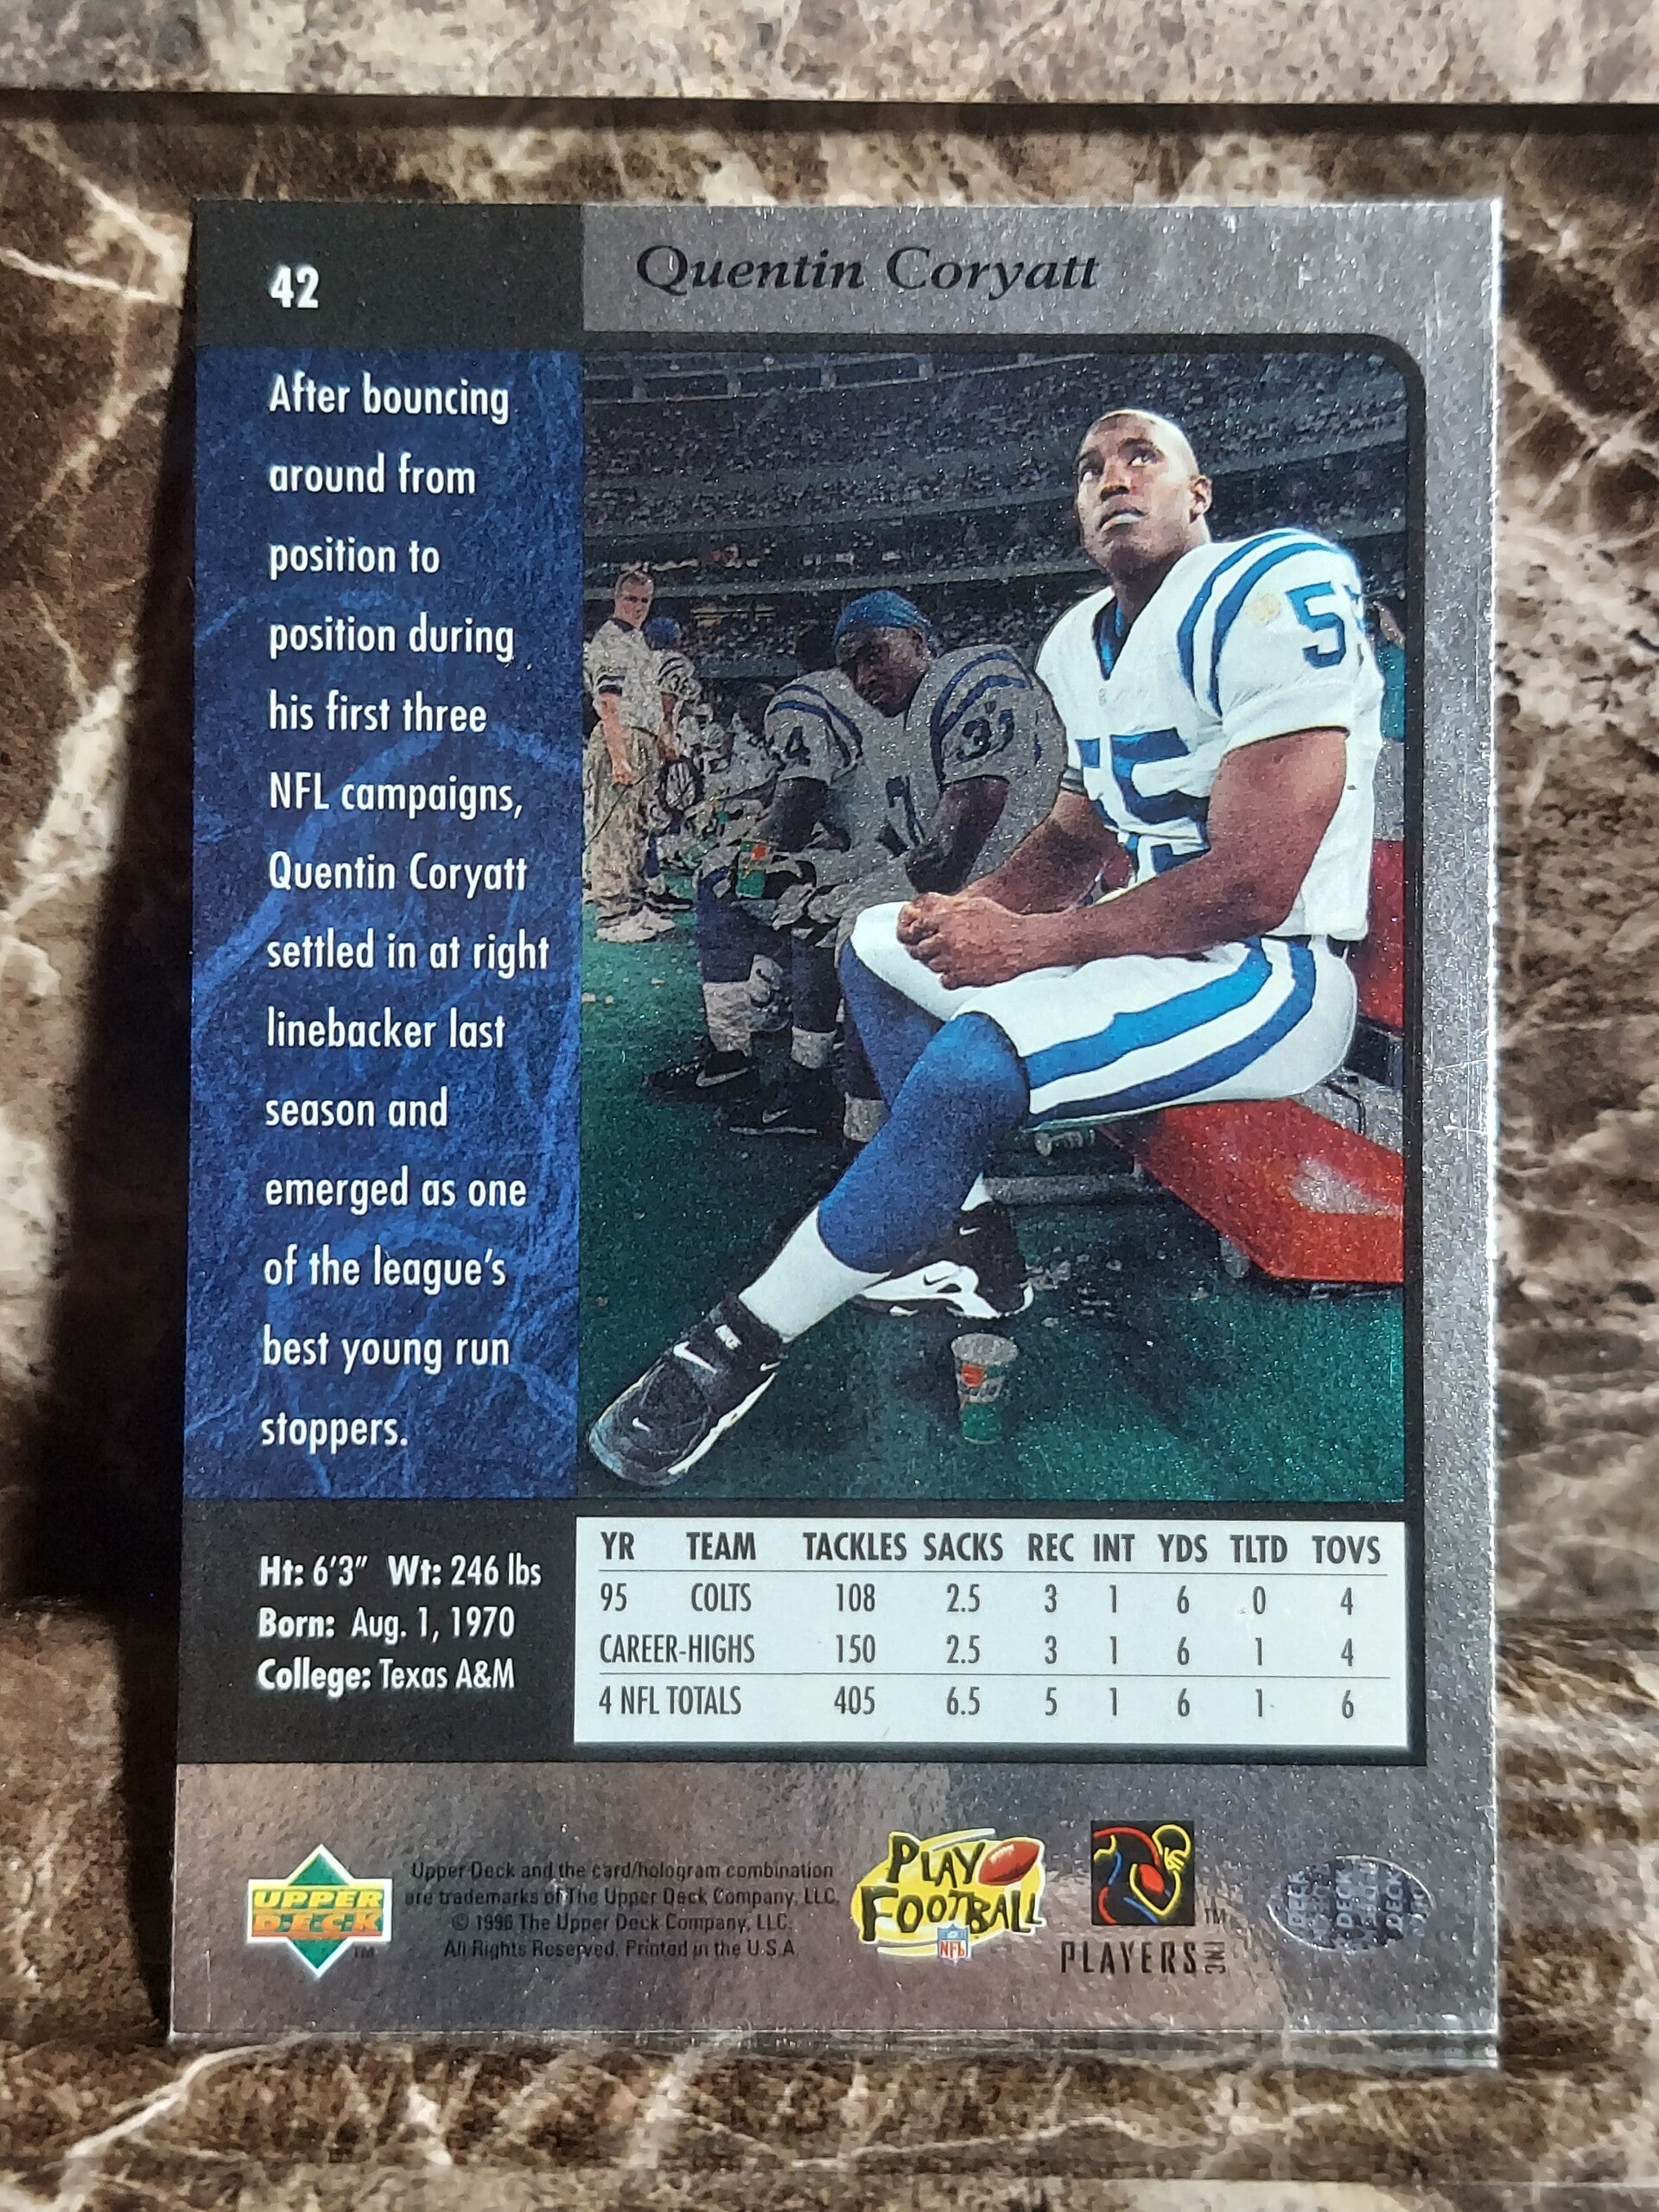 42
Quentin Coryatt
After bouncing
around from
position to
position during
his first three
NFL campaigns,
Quentin Coryatt
settled in at right
linebacker last
season and
emerged as one
of the league's
best young run
stoppers.
55
Ht: 6'3" Wt: 246 lbs
Born: Aug. 1, 1970
College: Texas A&M
YR TEAM TACKLES SACKS REC INT YDS TLTD TOVS
95 COLTS 108 2.5 3 1 6 0 4
CAREER-HIGHS 150 2.5 3 1 6 1 4
4 NFL TOTALS 405 6.5 5 1 6 1 6
UPPER
DECK
TM
Upper Deck and the card/hologram combination
are trademarks of The Upper Deck Company, LLC.
© 1996 The Upper Deck Company, LLC.
All Rights Reserved. Printed in the U.S.A.
PLAY
FOOTBALL
NFL
TM
PLAYERS INC
DECK
DECK